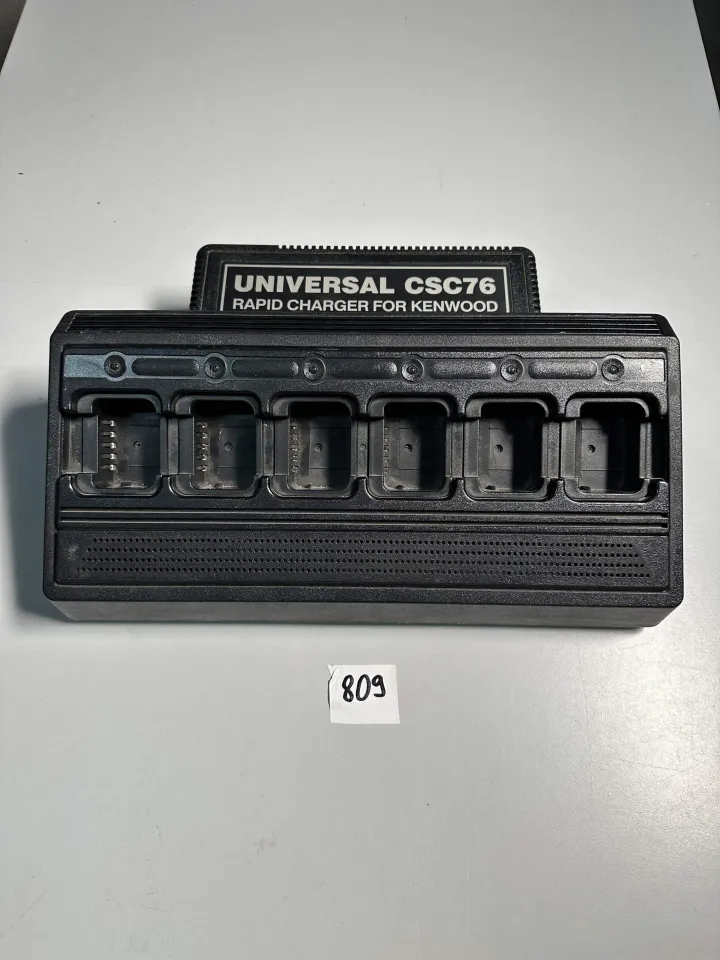 UNIVERSAL CSC76
RAPID CHARGER FOR KENWOOD
809